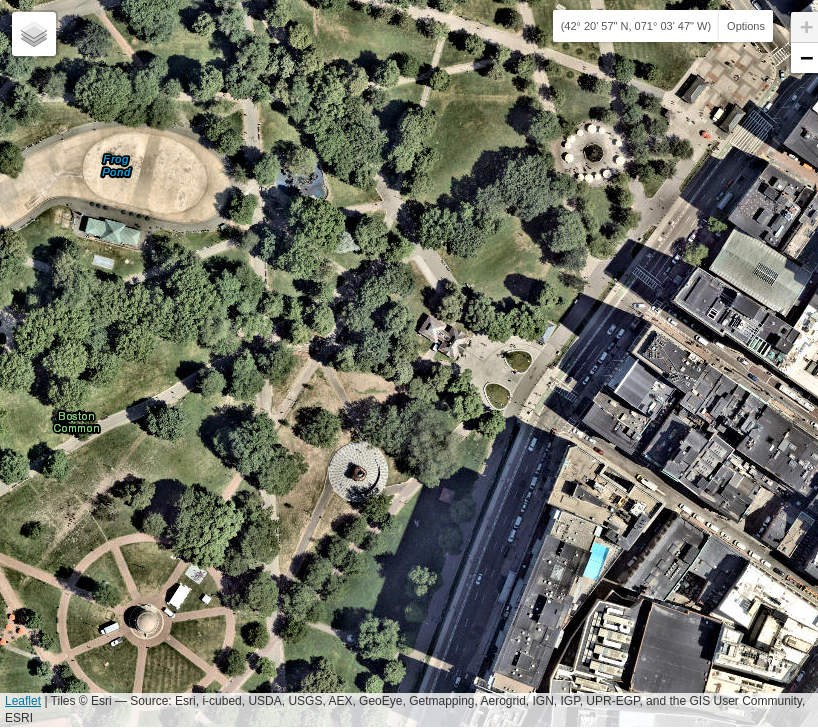 (42° 20' 57" N, 071° 03' 47" W) Options
+
−
Frog
Pond
Boston
Common
Leaflet | Tiles © Esri — Source: Esri, i-cubed, USDA, USGS, AEX, GeoEye, Getmapping, Aerogrid, IGN, IGP, UPR-EGP, and the GIS User Community,
ESRI